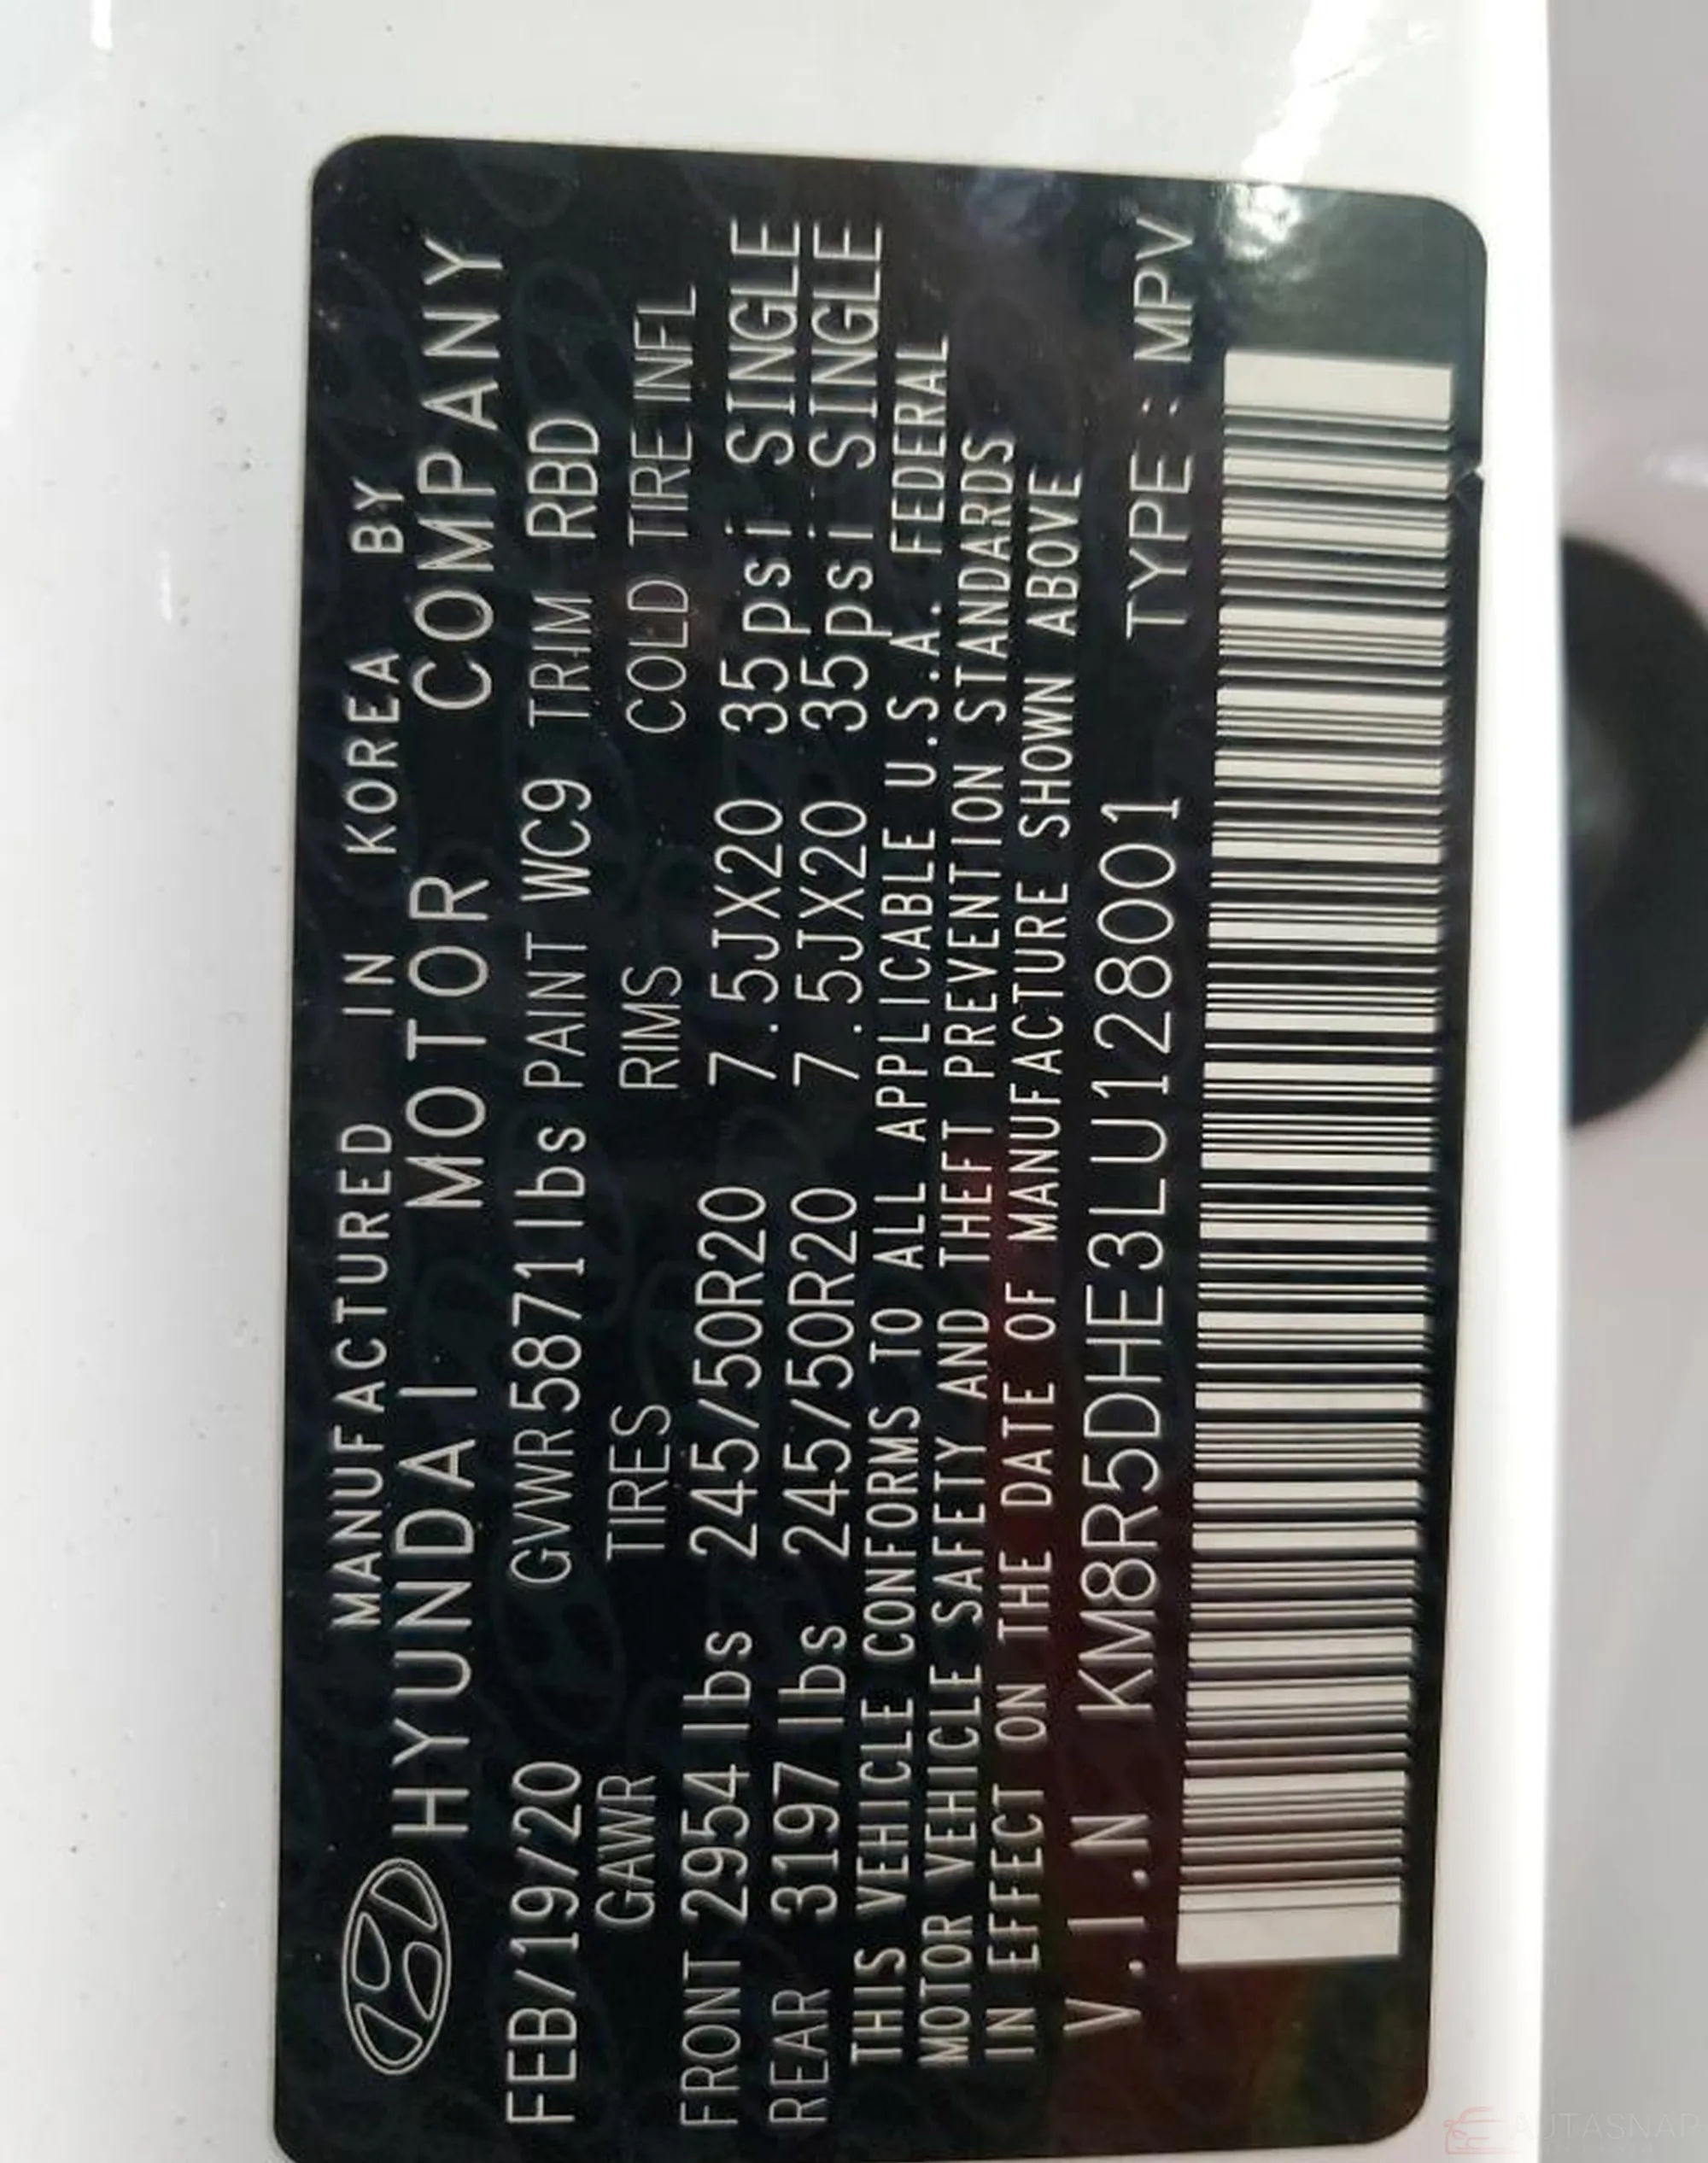 MANUFACTURED IN KOREA BY
HYUNDAI MOTOR COMPANY
FEB/19/20 GVWR5871lbs PAINT WC9 TRIM RBD
GAWR TIRES RIMS COLD TIRE INFL
FRONT 2954 lbs 245/50R20 7.5JX20 35psi SINGLE
REAR 3197 lbs 245/50R20 7.5JX20 35psi SINGLE
THIS VEHICLE CONFORMS TO ALL APPLICABLE U.S.A. FEDERAL
MOTOR VEHICLE SAFETY AND THEFT PREVENTION STANDARDS
IN EFFECT ON THE DATE OF MANUFACTURE SHOWN ABOVE
V.I.N KM8R5DHE3LU128001 TYPE : MPV